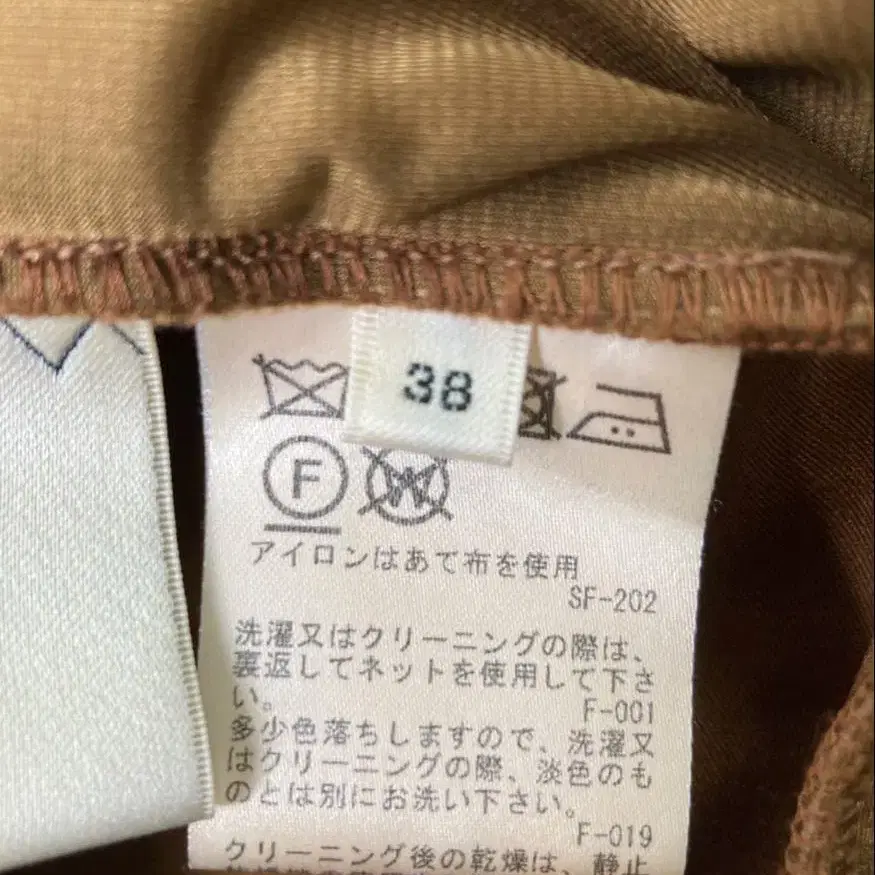 38
F
W
アイロンはあて布を使用
SF-202
洗濯又はクリーニングの際は、
裏返してネットを使用して下さ
い。
F-001
多少色落ちしますので、洗濯又
はクリーニングの際、淡色のも
のとは別にお洗い下さい。
F-019
クリーニング後の乾燥は、静止